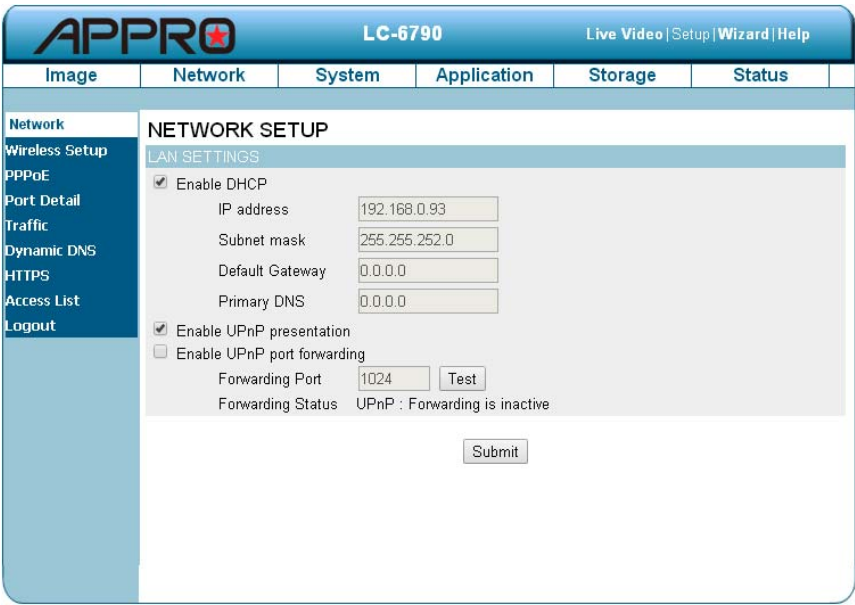 APPRO LC-6790 Live Video | Setup | Wizard | Help
Image Network System Application Storage Status
Network
Wireless Setup
PPPoE
Port Detail
Traffic
Dynamic DNS
HTTPS
Access List
Logout
NETWORK SETUP
LAN SETTINGS
Enable DHCP
IP address 192.168.0.93
Subnet mask 255.255.252.0
Default Gateway 0.0.0.0
Primary DNS 0.0.0.0
Enable UPnP presentation
Enable UPnP port forwarding
Forwarding Port 1024 Test
Forwarding Status UPnP : Forwarding is inactive
Submit